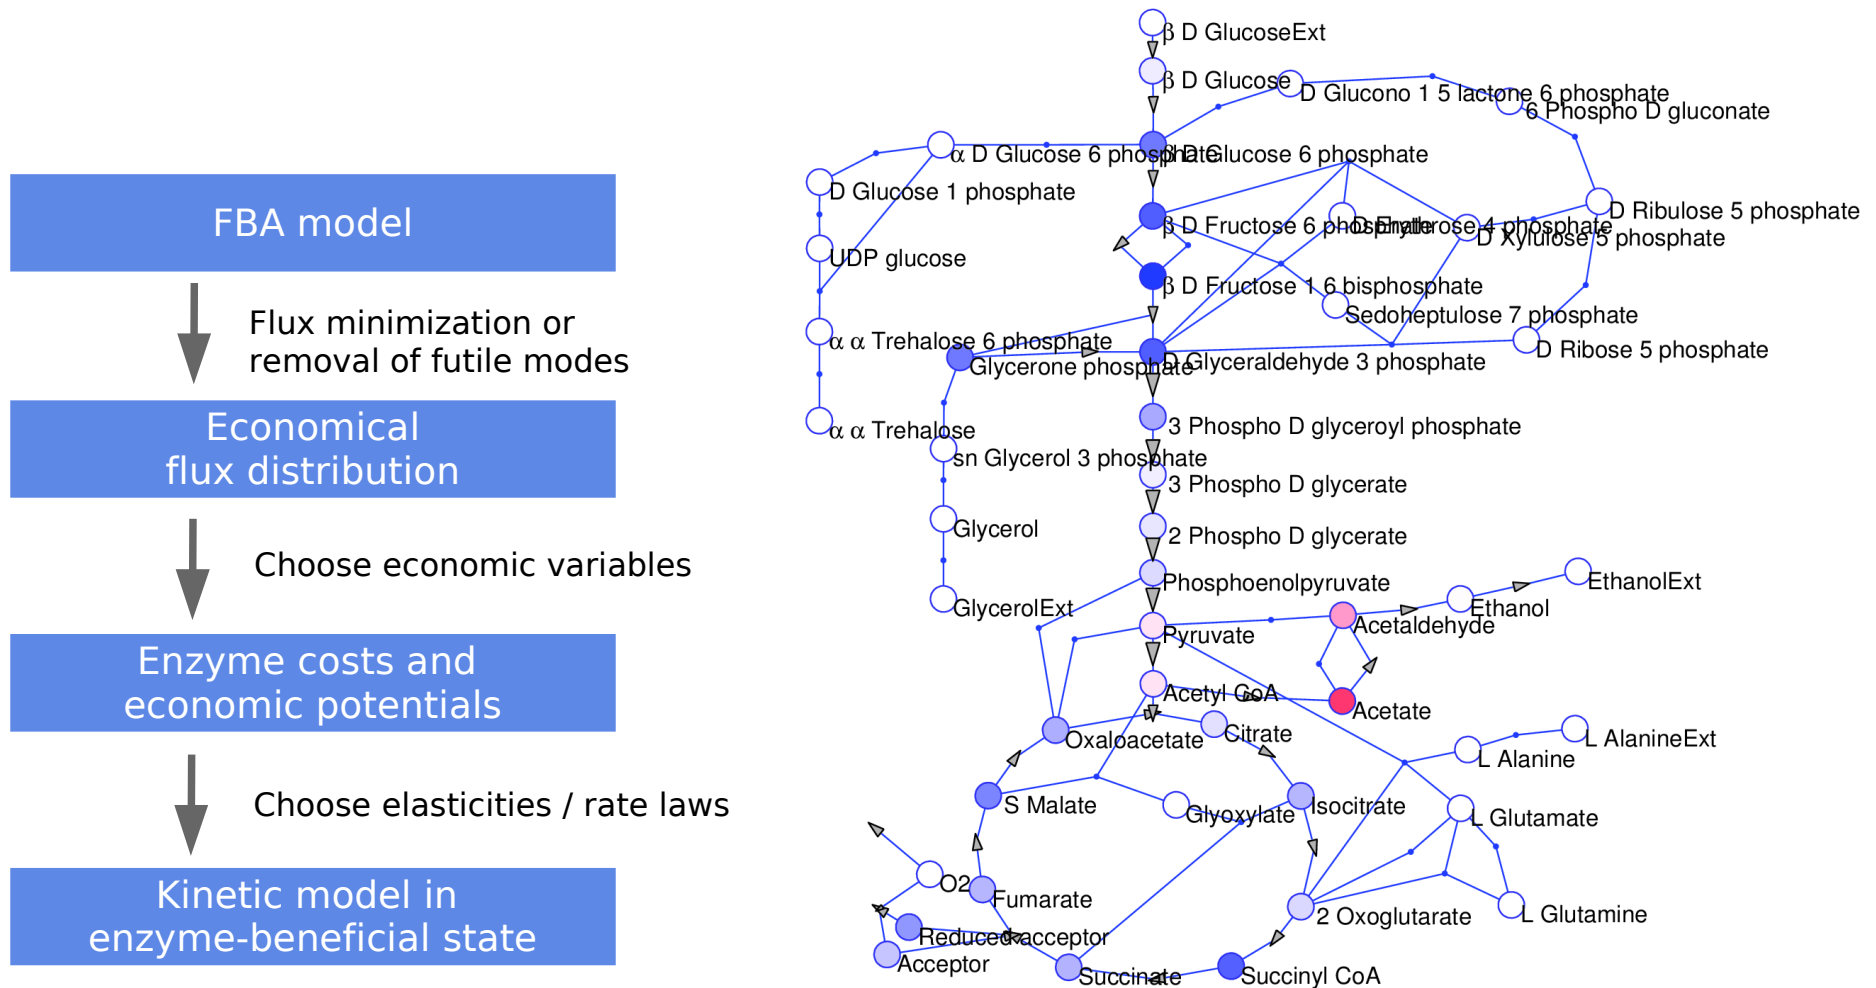 FBA model
Flux minimization or
removal of futile modes
Economical
flux distribution
Choose economic variables
Enzyme costs and
economic potentials
Choose elasticities / rate laws
Kinetic model in
enzyme-beneficial state
β D GlucoseExt
β D Glucose
D Glucono 1 5 lactone 6 phosphate
6 Phospho D gluconate
α D Glucose 6 phosphate
β D Glucose 6 phosphate
D Glucose 1 phosphate
D Ribulose 5 phosphate
β D Fructose 6 phosphate
D Erythrose 4 phosphate
D Xylulose 5 phosphate
UDP glucose
β D Fructose 1 6 bisphosphate
Sedoheptulose 7 phosphate
α α Trehalose 6 phosphate
D Ribose 5 phosphate
Glycerone phosphate
D Glyceraldehyde 3 phosphate
3 Phospho D glyceroyl phosphate
α α Trehalose
sn Glycerol 3 phosphate
3 Phospho D glycerate
Glycerol
2 Phospho D glycerate
Phosphoenolpyruvate
EthanolExt
GlycerolExt
Ethanol
Pyruvate
Acetaldehyde
Acetyl CoA
Acetate
Oxaloacetate
Citrate
L AlanineExt
L Alanine
S Malate
Glyoxylate
Isocitrate
L Glutamate
O2
Fumarate
2 Oxoglutarate
L Glutamine
Reduced acceptor
Acceptor
Succinate
Succinyl CoA